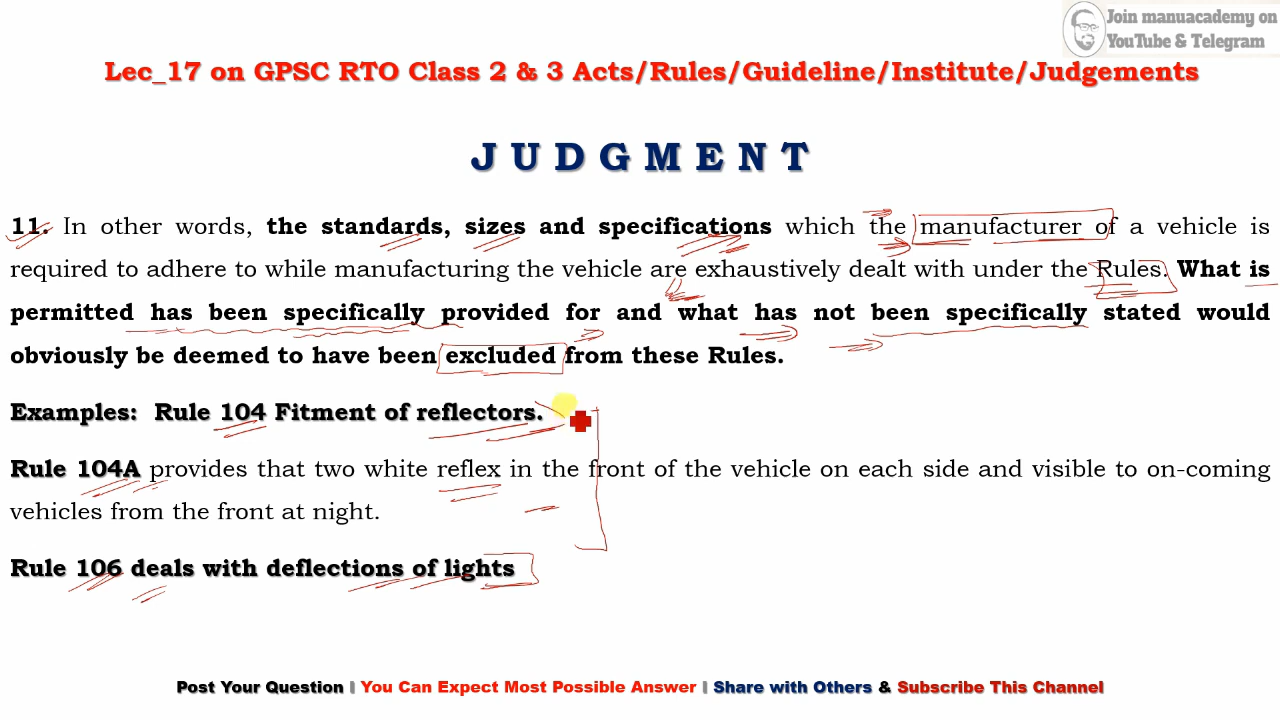 Join manuacademy on
YouTube & Telegram
Lec_17 on GPSC RTO Class 2 & 3 Acts/Rules/Guideline/Institute/Judgements
J U D G M E N T
11. In other words, the standards, sizes and specifications which the manufacturer of a vehicle is
required to adhere to while manufacturing the vehicle are exhaustively dealt with under the Rules. What is
permitted has been specifically provided for and what has not been specifically stated would
obviously be deemed to have been excluded from these Rules.
Examples: Rule 104 Fitment of reflectors.
Rule 104A provides that two white reflex in the front of the vehicle on each side and visible to on-coming
vehicles from the front at night.
Rule 106 deals with deflections of lights
Post Your Question | You Can Expect Most Possible Answer | Share with Others & Subscribe This Channel